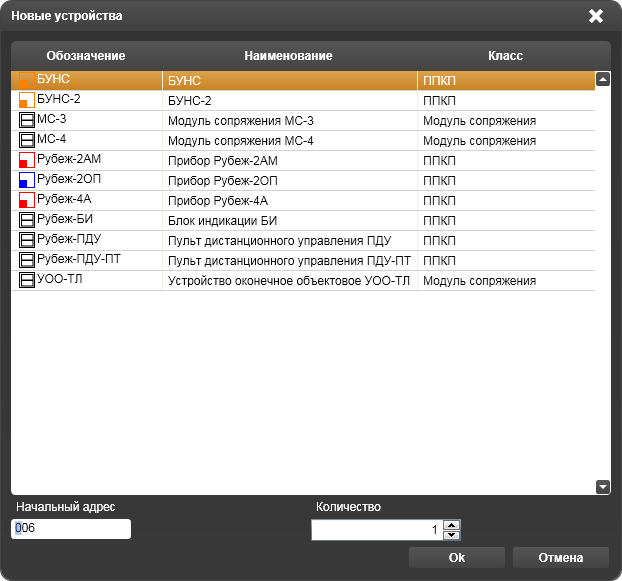 Новые устройства
Обозначение Наименование Класс
БУНС БУНС ППКП
БУНС-2 БУНС-2 ППКП
МС-3 Модуль сопряжения МС-3 Модуль сопряжения
МС-4 Модуль сопряжения МС-4 Модуль сопряжения
Рубеж-2АМ Прибор Рубеж-2АМ ППКП
Рубеж-2ОП Прибор Рубеж-2ОП ППКП
Рубеж-4А Прибор Рубеж-4А ППКП
Рубеж-БИ Блок индикации БИ ППКП
Рубеж-ПДУ Пульт дистанционного управления ПДУ ППКП
Рубеж-ПДУ-ПТ Пульт дистанционного управления ПДУ-ПТ ППКП
УОО-ТЛ Устройство оконечное объектовое УОО-ТЛ Модуль сопряжения
Начальный адрес Количество
006 1
Ok Отмена